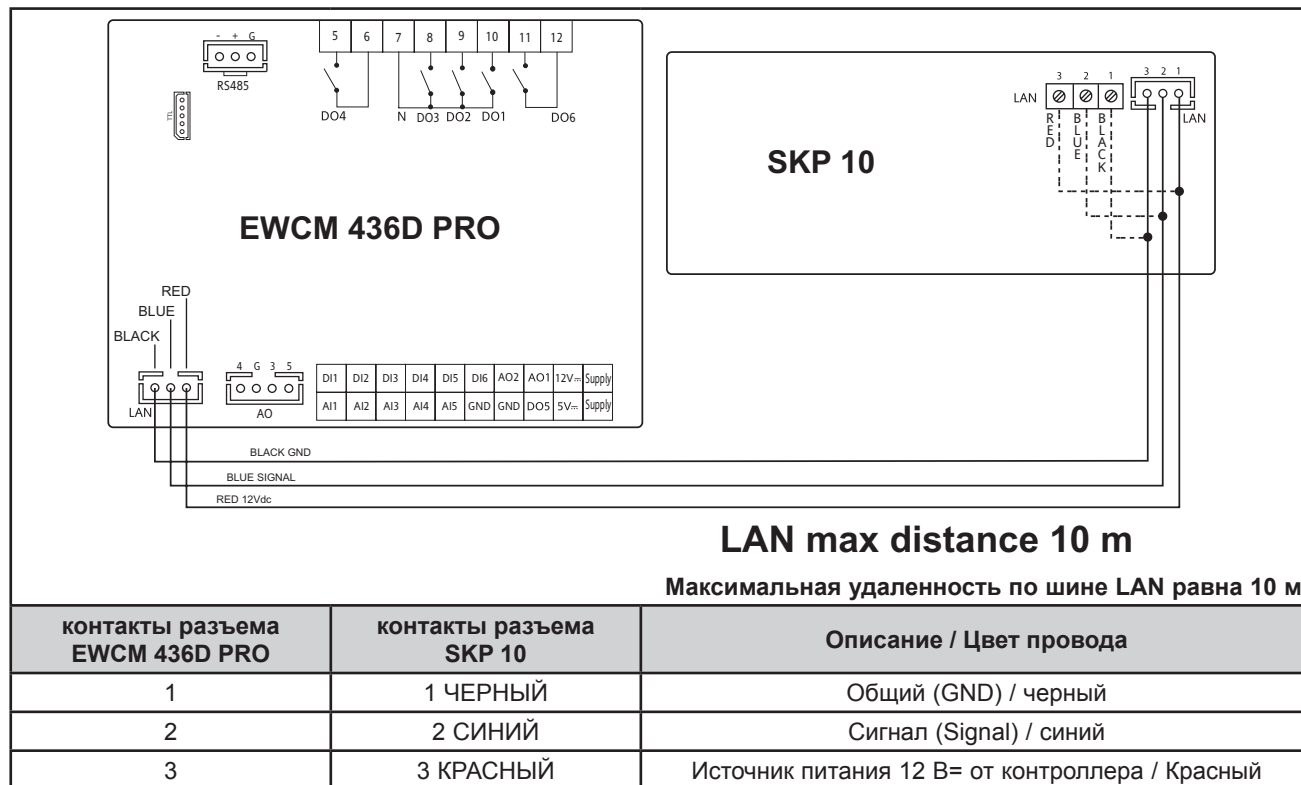 - + G
RS485
TTL
5 6 7 8 9 10 11 12
DO4 N DO3 DO2 DO1 DO6
EWCM 436D PRO
RED
BLUE
BLACK
LAN
4 G 3 5
AO
DI1 DI2 DI3 DI4 DI5 DI6 AO2 AO1 12V⎓ Supply
AI1 AI2 AI3 AI4 AI5 GND GND DO5 5V⎓ Supply
BLACK GND
BLUE SIGNAL
RED 12Vdc
SKP 10
3 2 1
LAN
RED
BLUE
BLACK
3 2 1
LAN
LAN max distance 10 m
Максимальная удаленность по шине LAN равна 10 м
контакты разъема
EWCM 436D PRO
контакты разъема
SKP 10
Описание / Цвет провода
1 1 ЧЕРНЫЙ Общий (GND) / черный
2 2 СИНИЙ Сигнал (Signal) / синий
3 3 КРАСНЫЙ Источник питания 12 В= от контроллера / Красный